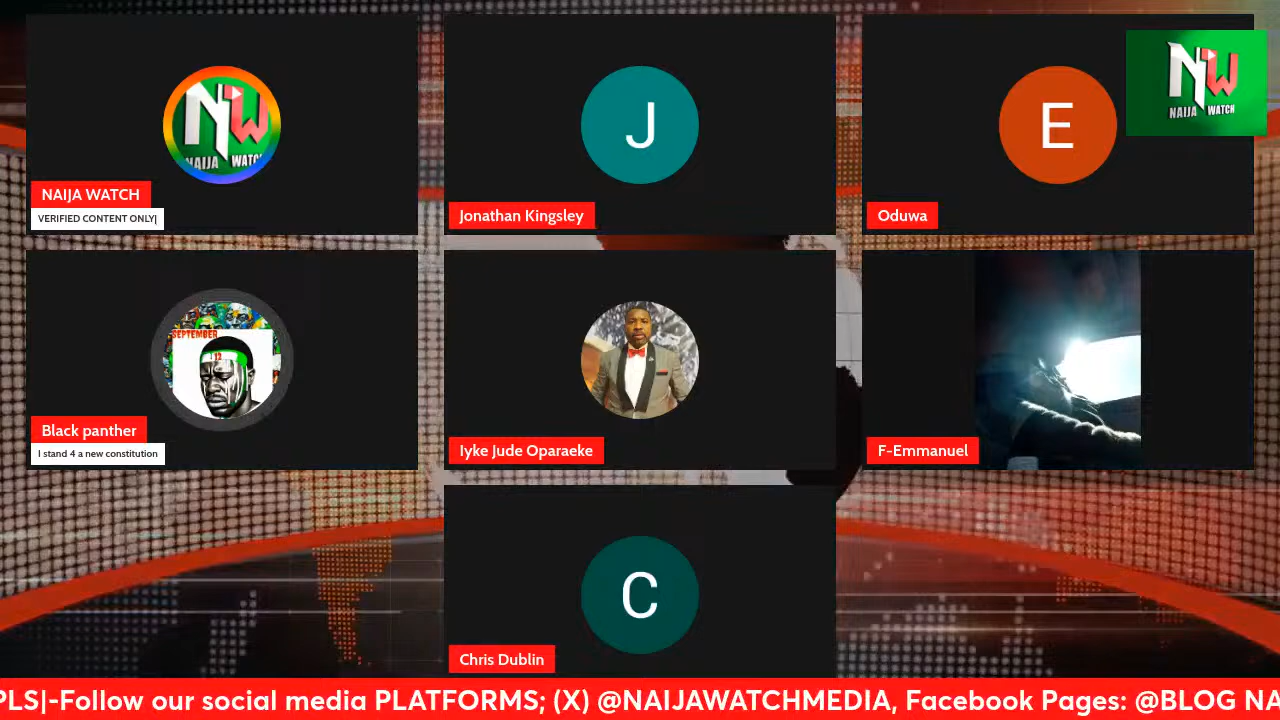 NW
NAIJA WATCH
NAIJA WATCH
VERIFIED CONTENT ONLY|
J
Jonathan Kingsley
E
Oduwa
NW
NAIJA WATCH
SEPTEMBER
12
Black panther
I stand 4 a new constitution
Iyke Jude Oparaeke
F-Emmanuel
C
Chris Dublin
PLS|-Follow our social media PLATFORMS; (X) @NAIJAWATCHMEDIA, Facebook Pages: @BLOG NA